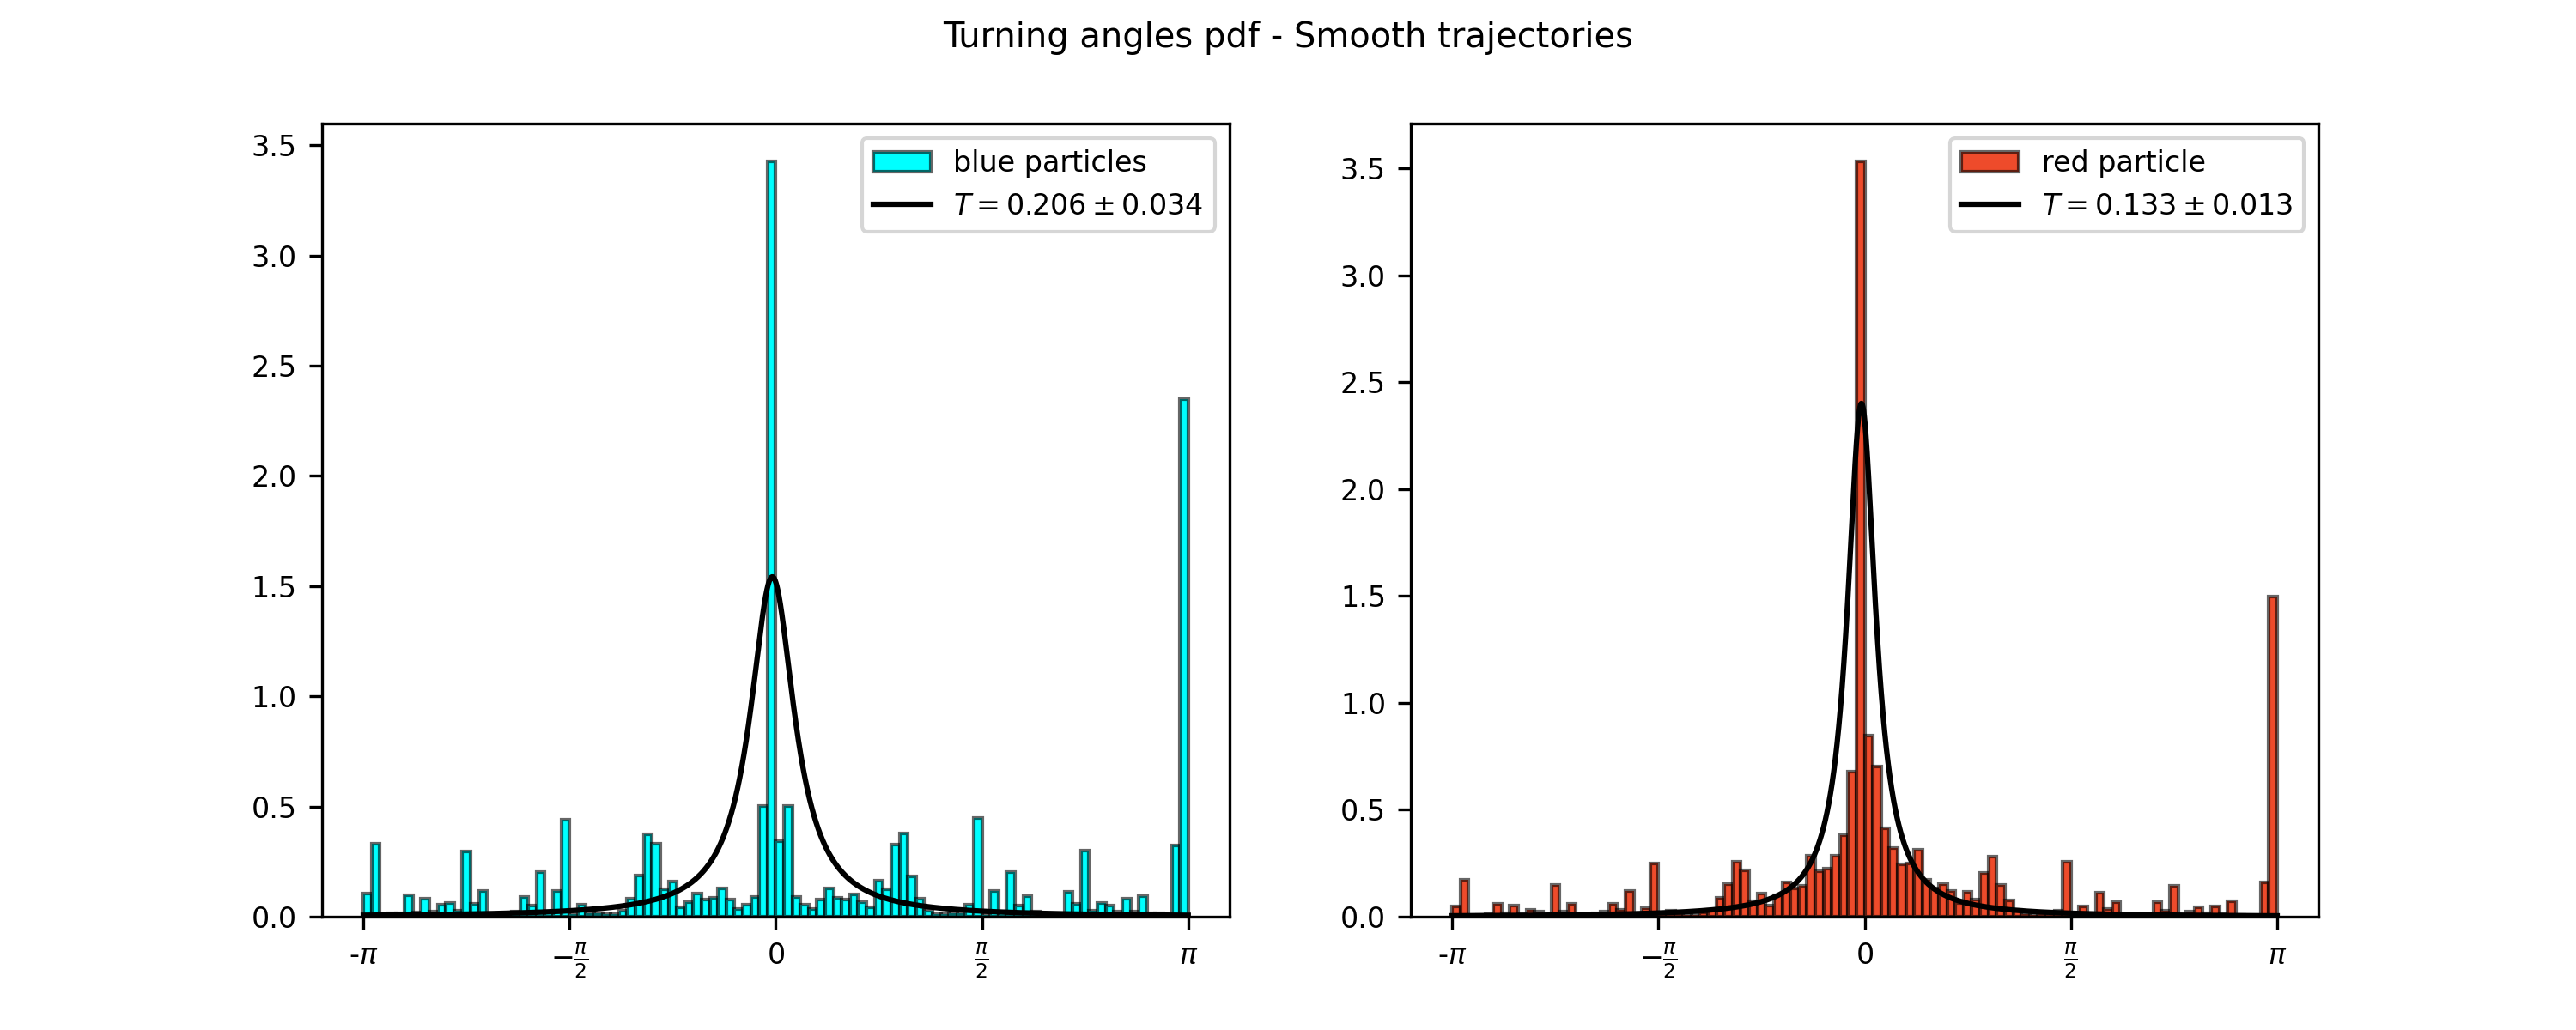 Turning angles pdf - Smooth trajectories
3.5
3.0
2.5
2.0
1.5
1.0
0.5
0.0
-π
−π/2
0
π/2
π
blue particles
T = 0.206 ± 0.034
3.5
3.0
2.5
2.0
1.5
1.0
0.5
0.0
-π
−π/2
0
π/2
π
red particle
T = 0.133 ± 0.013